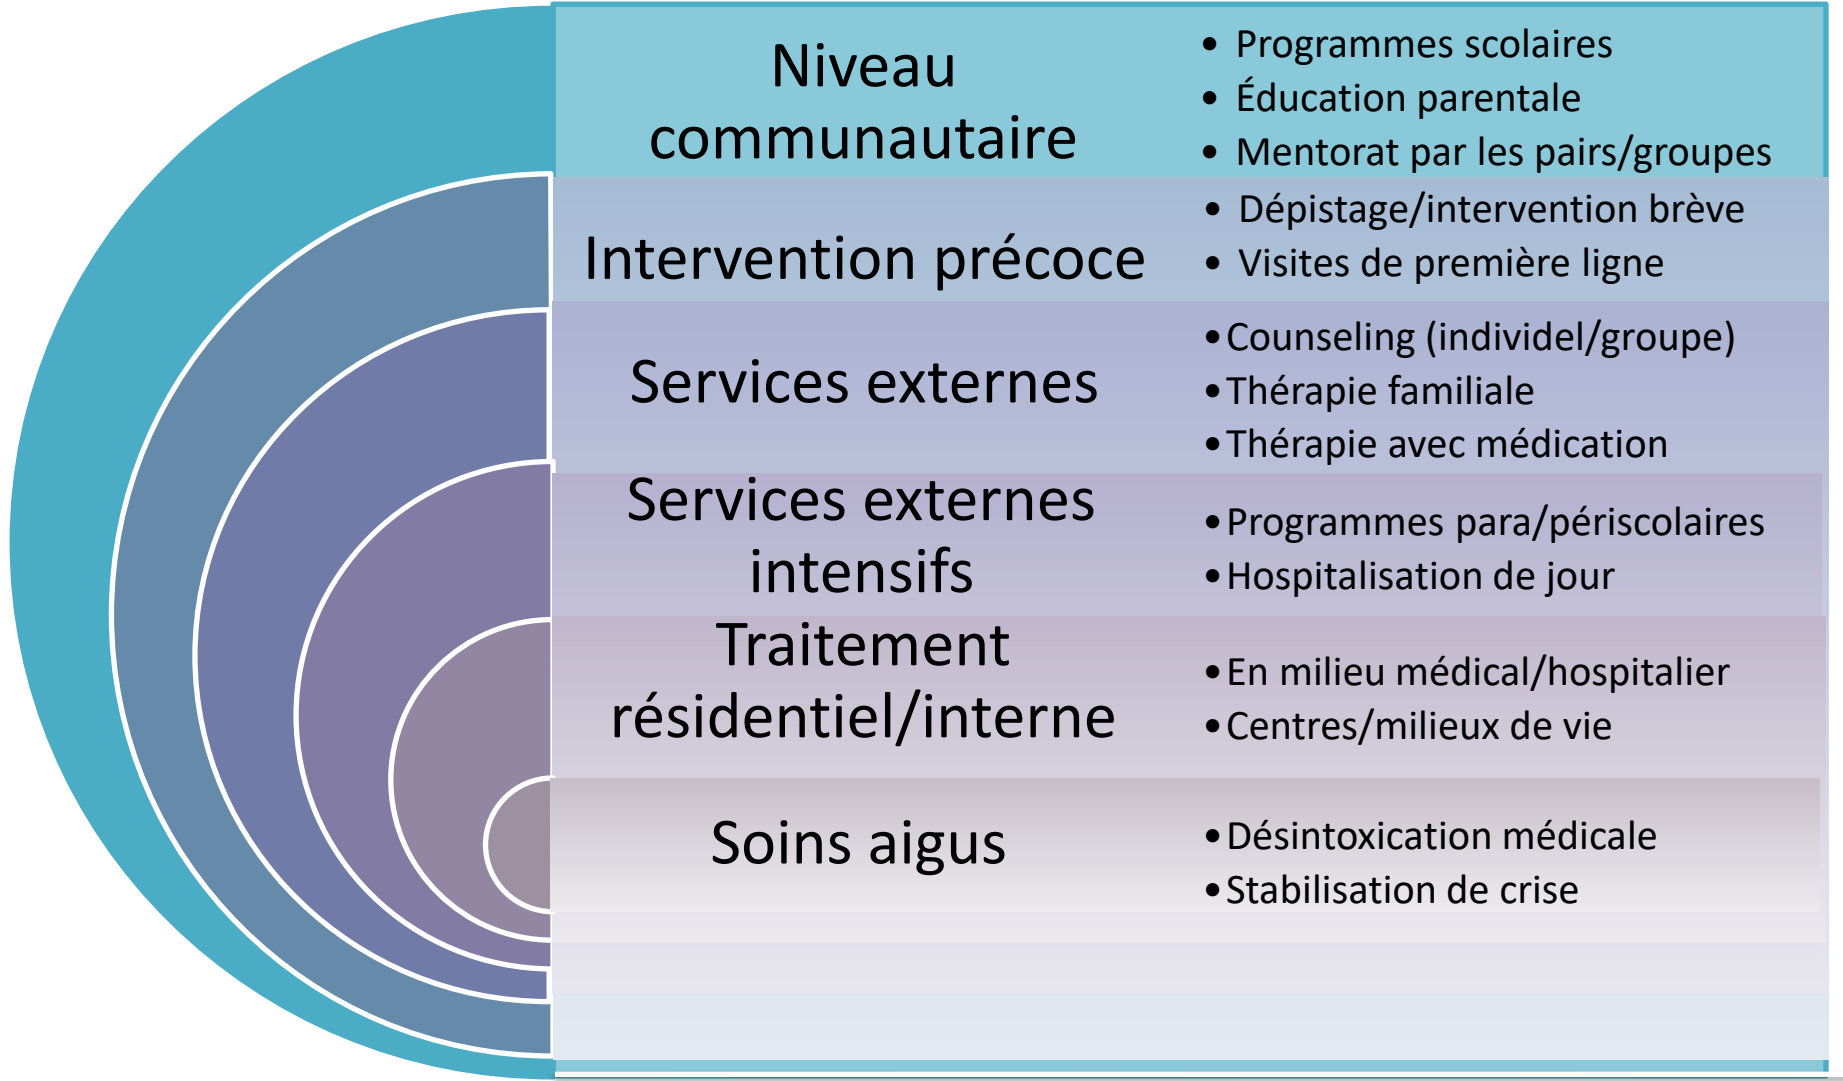 Niveau
communautaire
• Programmes scolaires
• Éducation parentale
• Mentorat par les pairs/groupes
Intervention précoce
• Dépistage/intervention brève
• Visites de première ligne
Services externes
• Counseling (individel/groupe)
• Thérapie familiale
• Thérapie avec médication
Services externes
intensifs
• Programmes para/périscolaires
• Hospitalisation de jour
Traitement
résidentiel/interne
• En milieu médical/hospitalier
• Centres/milieux de vie
Soins aigus
• Désintoxication médicale
• Stabilisation de crise